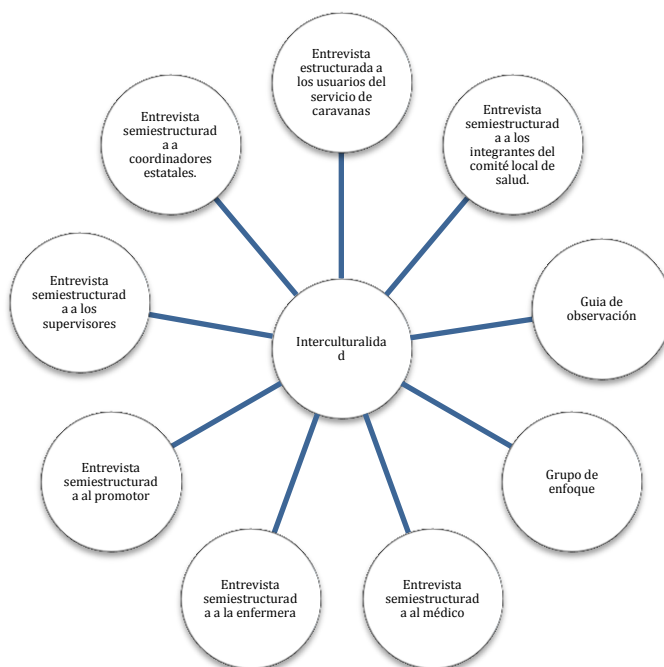 Entrevista
estructurada a
los usuarios del
servicio de
caravanas
Entrevista
semiestructurad
a a los
integrantes del
comité local de
salud.
Guia de
observación
Grupo de
enfoque
Entrevista
semiestructurad
a al médico
Entrevista
semiestructurad
a a la enfermera
Entrevista
semiestructurad
a al promotor
Entrevista
semiestructurad
a a los
supervisores
Entrevista
semiestructurad
a a
coordinadores
estatales.
Interculturalida
d